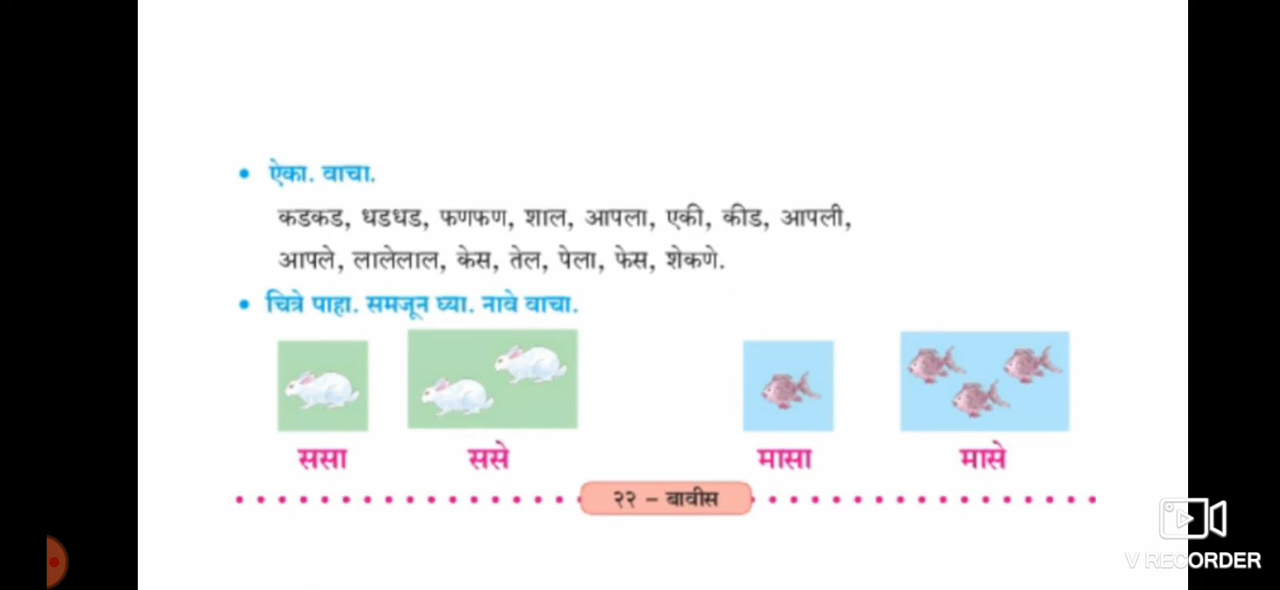 • ऐका. वाचा.
कडकड, धडधड, फणफण, शाल, आपला, एकी, कीड, आपली,
आपले, लालेलाल, केस, तेल, पेला, फेस, शेकणे.
• चित्रे पाहा. समजून घ्या. नावे वाचा.
ससा ससे मासा मासे
२२ – बावीस
V RECORDER